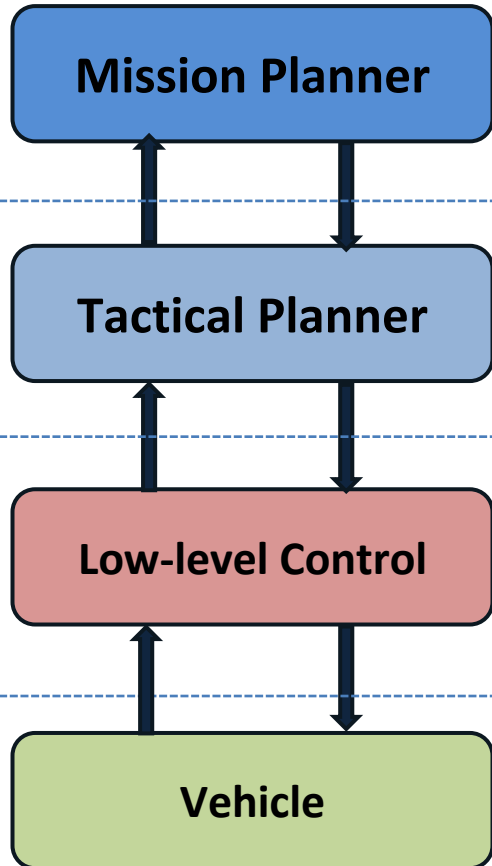 Mission Planner
Tactical Planner
Low-level Control
Vehicle